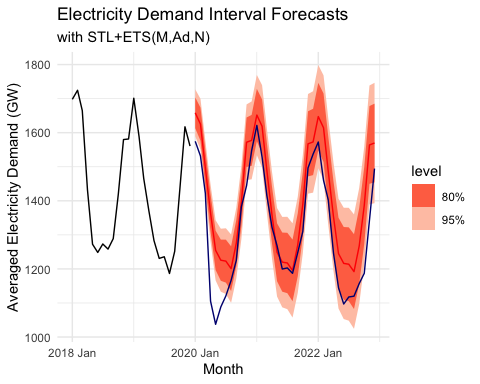 Electricity Demand Interval Forecasts
with STL+ETS(M,Ad,N)
Averaged Electricity Demand (GW)
1800
1600
1400
1200
1000
2018 Jan
2020 Jan
2022 Jan
Month
level
80%
95%